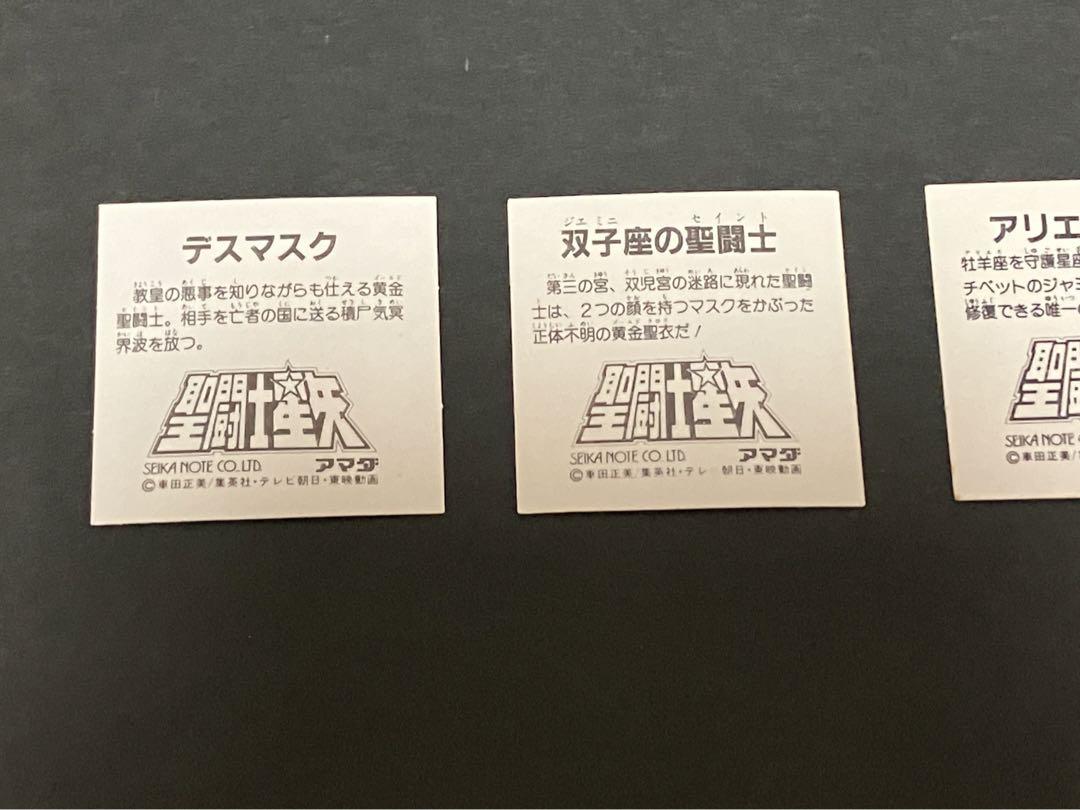 デスマスク
教皇の悪事を知りながらも仕える黄金
聖闘士。相手を亡者の国に送る積尸気冥
界波を放つ。
聖闘士星矢
SEIKA NOTE CO. LTD. アマダ
©車田正美/集英社・テレビ朝日・東映動画
ジェミニ セイント
双子座の聖闘士
第三の宮、双児宮の迷路に現れた聖闘
士は、2つの顔を持つマスクをかぶった
正体不明の黄金聖衣だ!
聖闘士星矢
SEIKA NOTE CO. LTD. アマダ
©車田正美/集英社・テレ 朝日・東映動画
アリエ
牡羊座を守護星座
チベットのジャミ
修復できる唯一の
聖闘
SEIKA NOTE
©車田正美